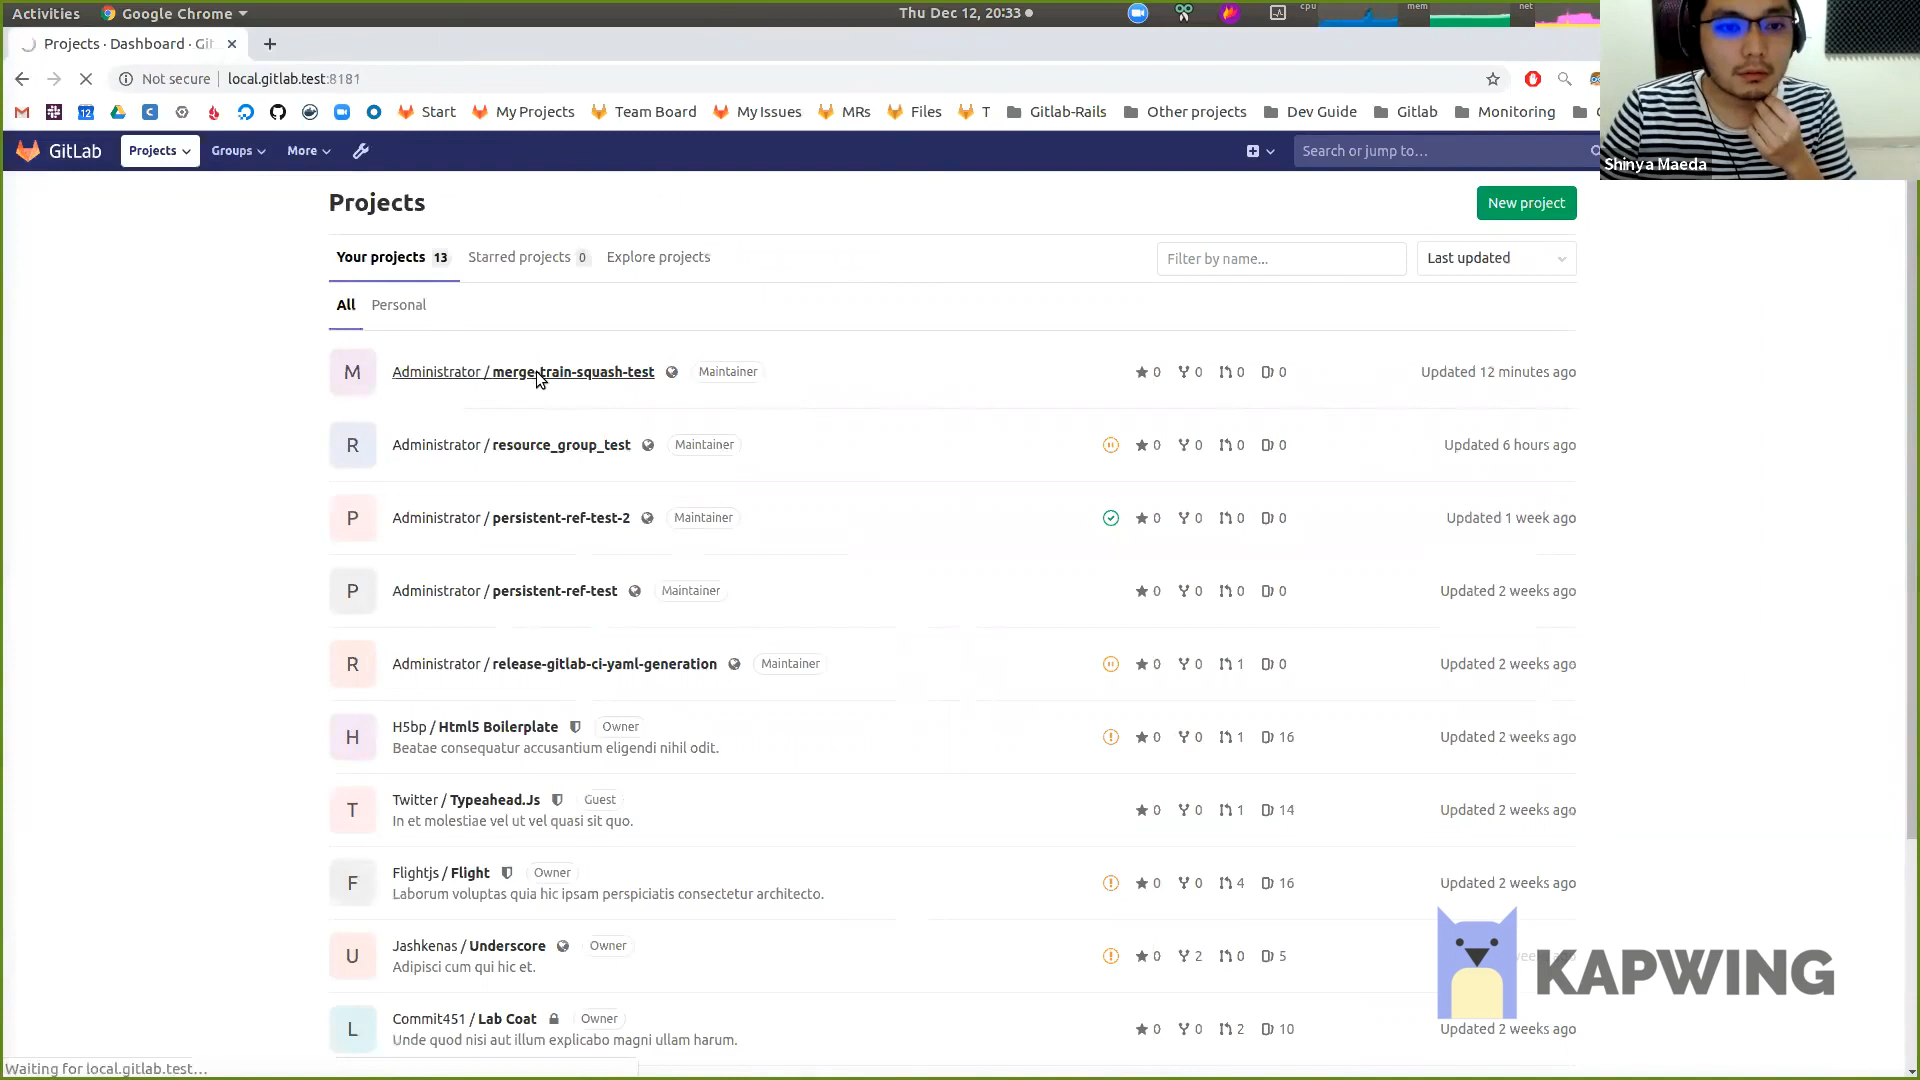 Activities Google Chrome Thu Dec 12, 20:33 cpu mem net
Projects · Dashboard · Git
Not secure local.gitlab.test:8181
Start My Projects Team Board My Issues MRs Files T Gitlab-Rails Other projects Dev Guide Gitlab Monitoring
GitLab Projects Groups More Search or jump to...
Shinya Maeda
Projects New project
Your projects 13 Starred projects 0 Explore projects Filter by name... Last updated
All Personal
M Administrator / merge-train-squash-test Maintainer 0 0 0 0 Updated 12 minutes ago
R Administrator / resource_group_test Maintainer 0 0 0 0 Updated 6 hours ago
P Administrator / persistent-ref-test-2 Maintainer 0 0 0 0 Updated 1 week ago
P Administrator / persistent-ref-test Maintainer 0 0 0 0 Updated 2 weeks ago
R Administrator / release-gitlab-ci-yaml-generation Maintainer 0 0 1 0 Updated 2 weeks ago
H H5bp / Html5 Boilerplate Owner 0 0 1 16 Updated 2 weeks ago
Beatae consequatur accusantium eligendi nihil odit.
T Twitter / Typeahead.Js Guest 0 0 1 14 Updated 2 weeks ago
In et molestiae vel ut vel quasi sit quo.
F Flightjs / Flight Owner 0 0 4 16 Updated 2 weeks ago
Laborum voluptas quia hic ipsam perspiciatis consectetur architecto.
U Jashkenas / Underscore Owner 0 2 0 5
Adipisci cum qui hic et.
KAPWING
L Commit451 / Lab Coat Owner 0 0 2 10 Updated 2 weeks ago
Unde quod nisi aut illum explicabo magni ullam harum.
Waiting for local.gitlab.test...